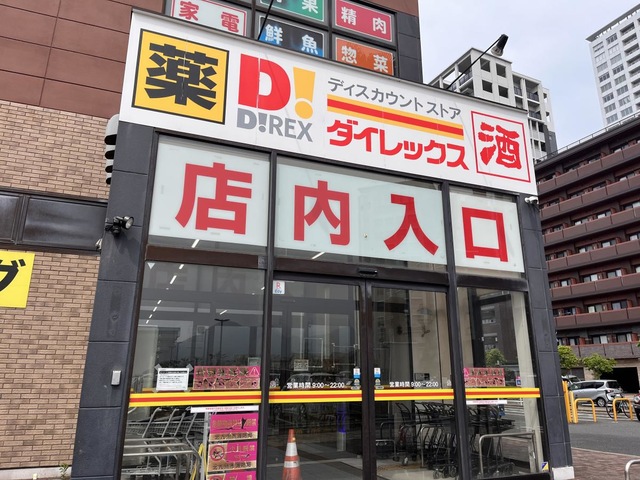 家電
果
精肉
鮮魚
惣菜
薬
D!
D!REX
ディスカウント ストア
ダイレックス
酒
店内入口
グ
営業時間 9:00〜22:00
営業時間 9:00〜22:00